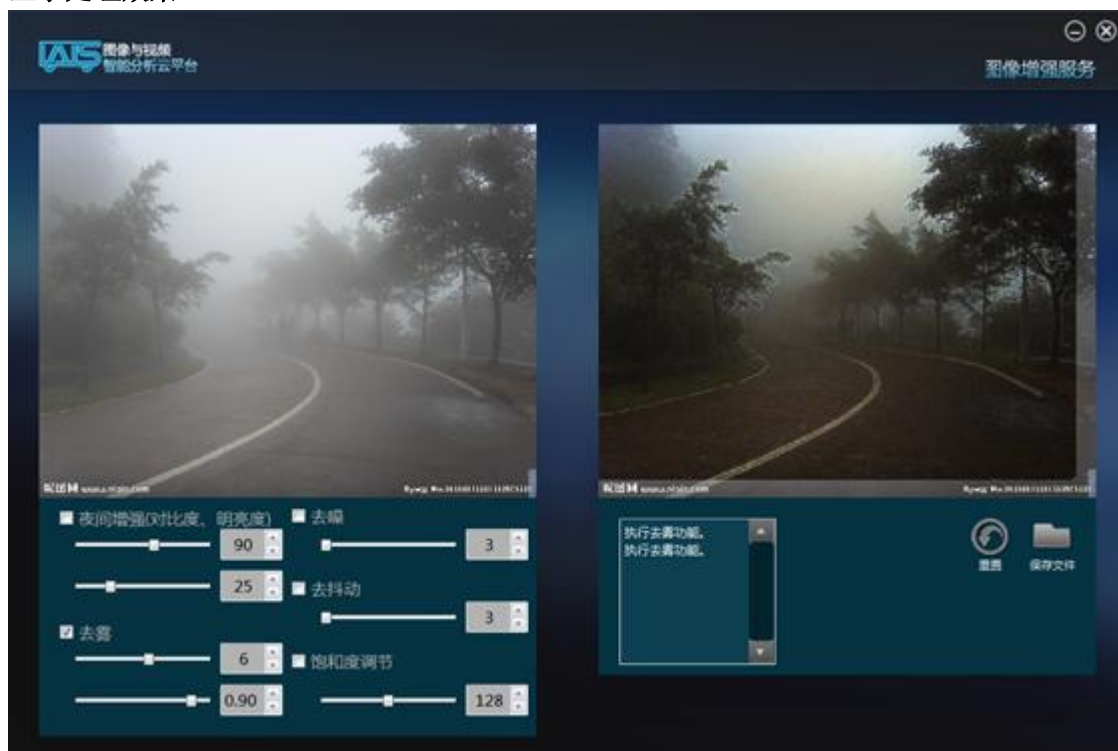 IAIS 图像与视频
智能分析云平台
图像增强服务
夜间增强(对比度、明亮度)
90
25
去雾
6
0.90
去噪
3
去抖动
3
饱和度调节
128
执行去雾功能。
执行去雾功能。
重置
保存文件